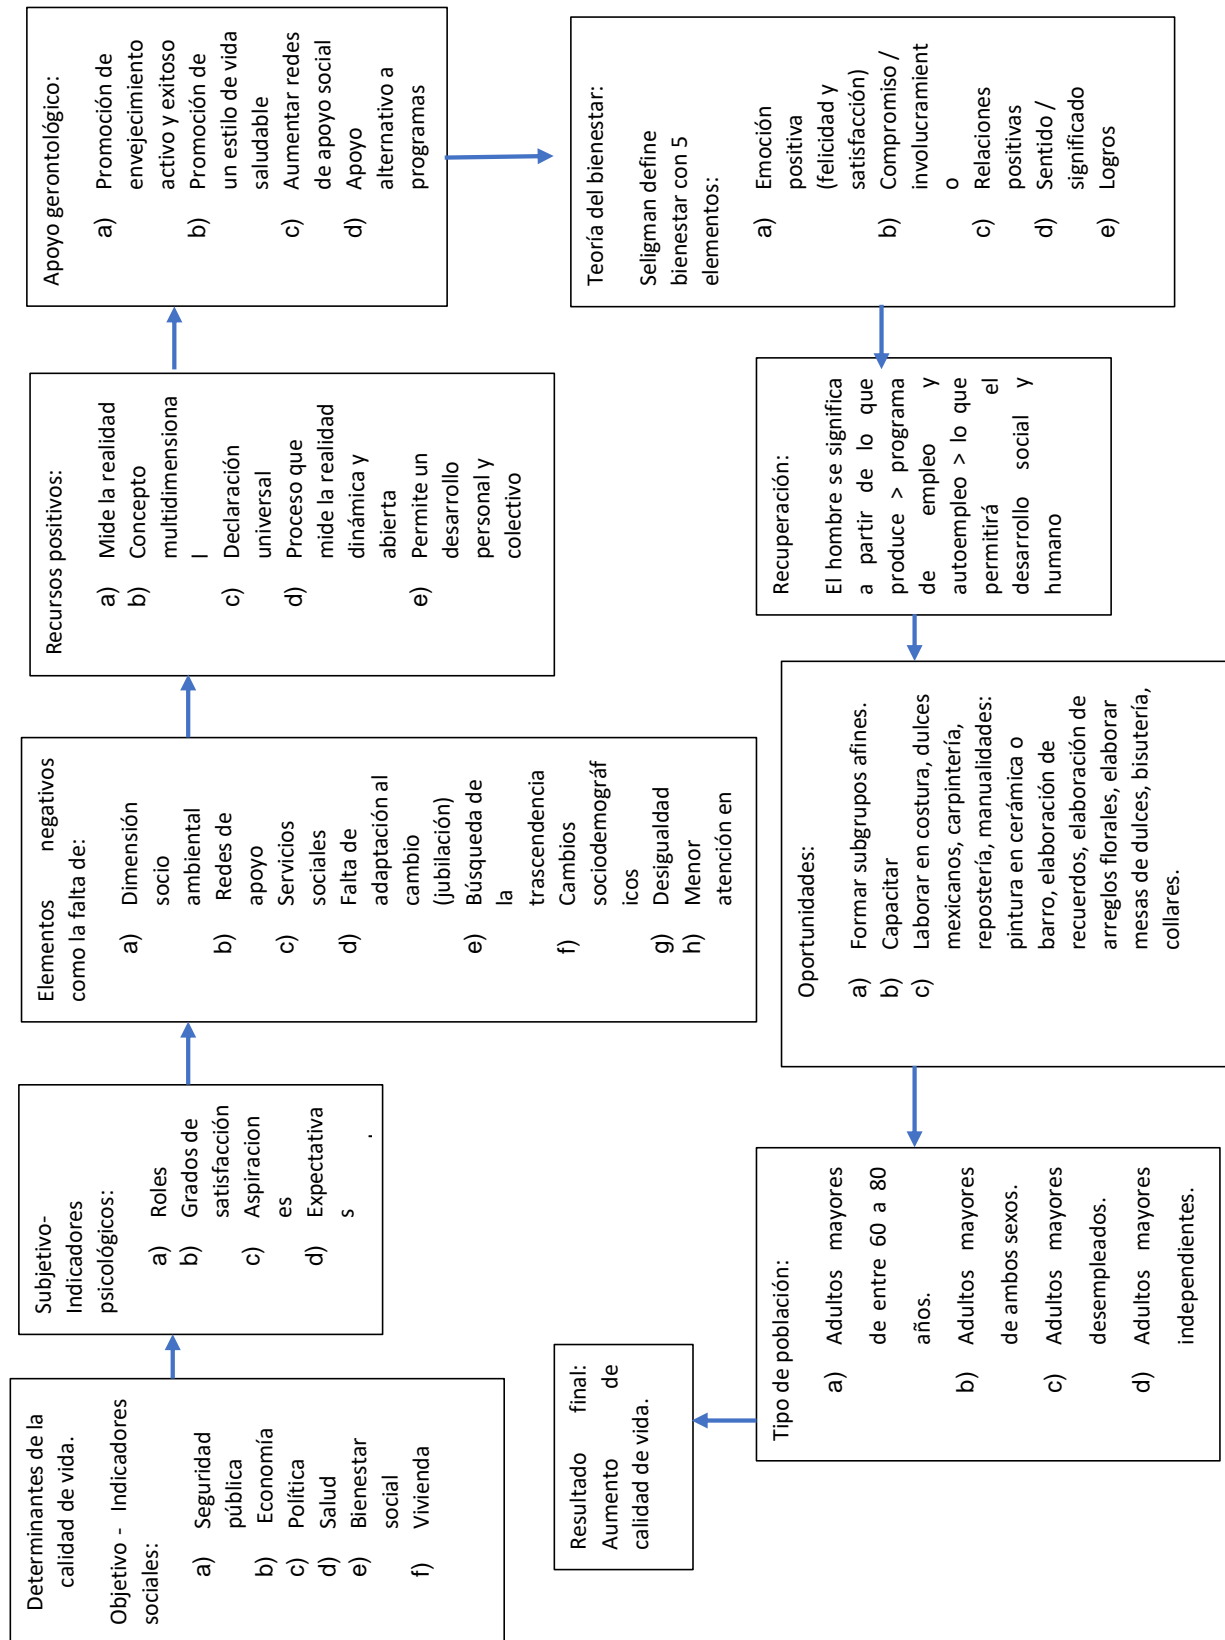 Determinantes de la
calidad de vida.
Objetivo - Indicadores
sociales:
a) Seguridad
pública
b) Economía
c) Política
d) Salud
e) Bienestar
social
f) Vivienda
Subjetivo-
Indicadores
psicológicos:
a) Roles
b) Grados de
satisfacción
c) Aspiracion
es
d) Expectativa
s
.
Elementos negativos
como la falta de:
a) Dimensión
socio
ambiental
b) Redes de
apoyo
c) Servicios
sociales
d) Falta de
adaptación al
cambio
(jubilación)
e) Búsqueda de
la
trascendencia
f) Cambios
sociodemográf
icos
g) Desigualdad
h) Menor
atención en
Recursos positivos:
a) Mide la realidad
b) Concepto
multidimensiona
l
c) Declaración
universal
d) Proceso que
mide la realidad
dinámica y
abierta
e) Permite un
desarrollo
personal y
colectivo
Apoyo gerontológico:
a) Promoción de
envejecimiento
activo y exitoso
b) Promoción de
un estilo de vida
saludable
c) Aumentar redes
de apoyo social
d) Apoyo
alternativo a
programas
Teoría del bienestar:
Seligman define
bienestar con 5
elementos:
a) Emoción
positiva
(felicidad y
satisfacción)
b) Compromiso /
involucramient
o
c) Relaciones
positivas
d) Sentido /
significado
e) Logros
Recuperación:
El hombre se significa
a partir de lo que
produce > programa
de empleo y
autoempleo > lo que
permitirá el
desarrollo social y
humano
Oportunidades:
a) Formar subgrupos afines.
b) Capacitar
c) Laborar en costura, dulces
mexicanos, carpintería,
repostería, manualidades:
pintura en cerámica o
barro, elaboración de
recuerdos, elaboración de
arreglos florales, elaborar
mesas de dulces, bisutería,
collares.
Tipo de población:
a) Adultos mayores
de entre 60 a 80
años.
b) Adultos mayores
de ambos sexos.
c) Adultos mayores
desempleados.
d) Adultos mayores
independientes.
Resultado final:
Aumento de
calidad de vida.